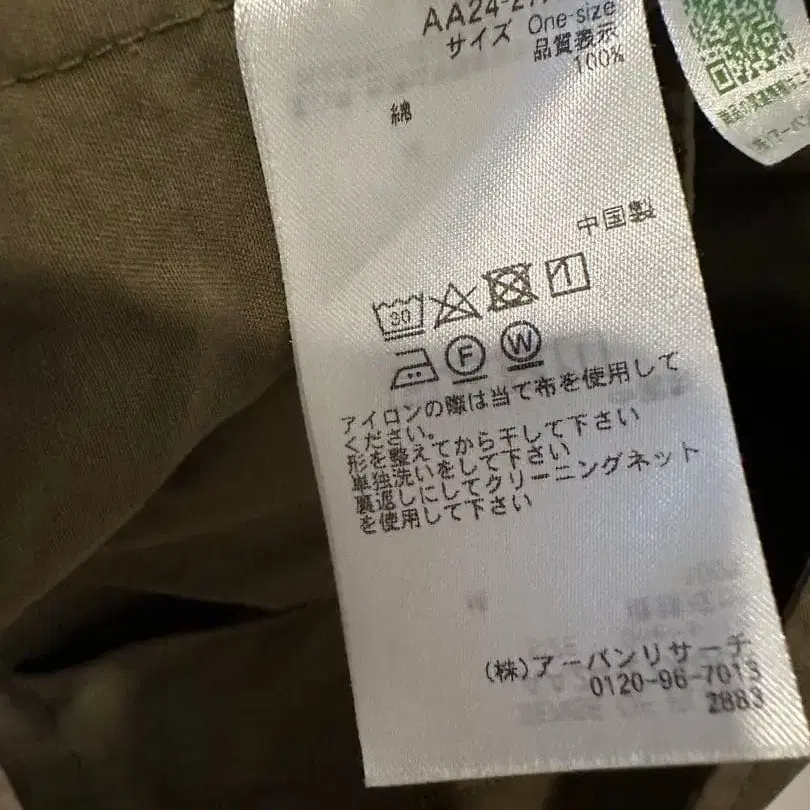 AA24-27
サイズ One-size
品質表示
綿 100%
中国製
30
F W
アイロンの際は当て布を使用して
ください。
形を整えてから干して下さい
単独洗いをして下さい
裏返しにしてクリーニングネット
を使用して下さい
(株)アーバンリサーチ
0120-96-7013
2883